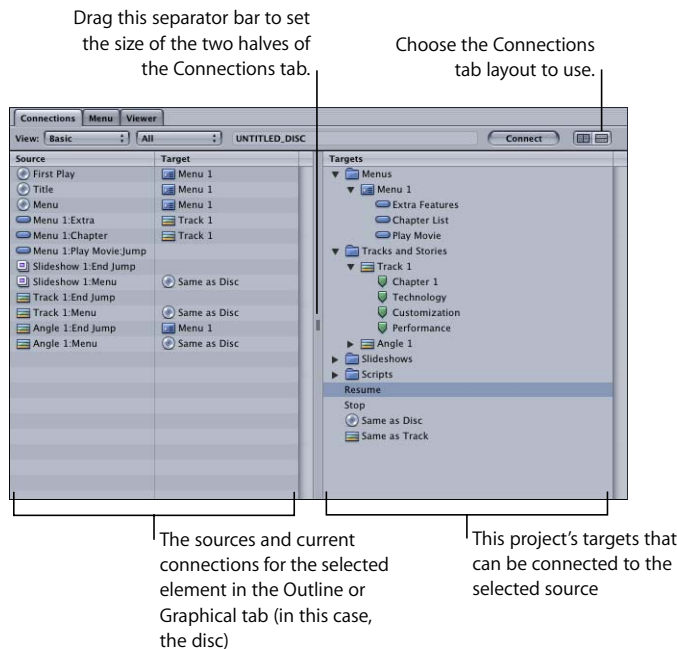 Drag this separator bar to set
the size of the two halves of
the Connections tab.
Choose the Connections
tab layout to use.
Connections Menu Viewer
View: Basic All UNTITLED_DISC Connect
Source Target
First Play Menu 1
Title Menu 1
Menu Menu 1
Menu 1:Extra Track 1
Menu 1:Chapter Track 1
Menu 1:Play Movie:Jump
Slideshow 1:End Jump
Slideshow 1:Menu Same as Disc
Track 1:End Jump
Track 1:Menu Same as Disc
Angle 1:End Jump Menu 1
Angle 1:Menu Same as Disc
Targets
Menus
Menu 1
Extra Features
Chapter List
Play Movie
Tracks and Stories
Track 1
Chapter 1
Technology
Customization
Performance
Angle 1
Slideshows
Scripts
Resume
Stop
Same as Disc
Same as Track
The sources and current
connections for the selected
element in the Outline or
Graphical tab (in this case,
the disc)
This project's targets that
can be connected to the
selected source